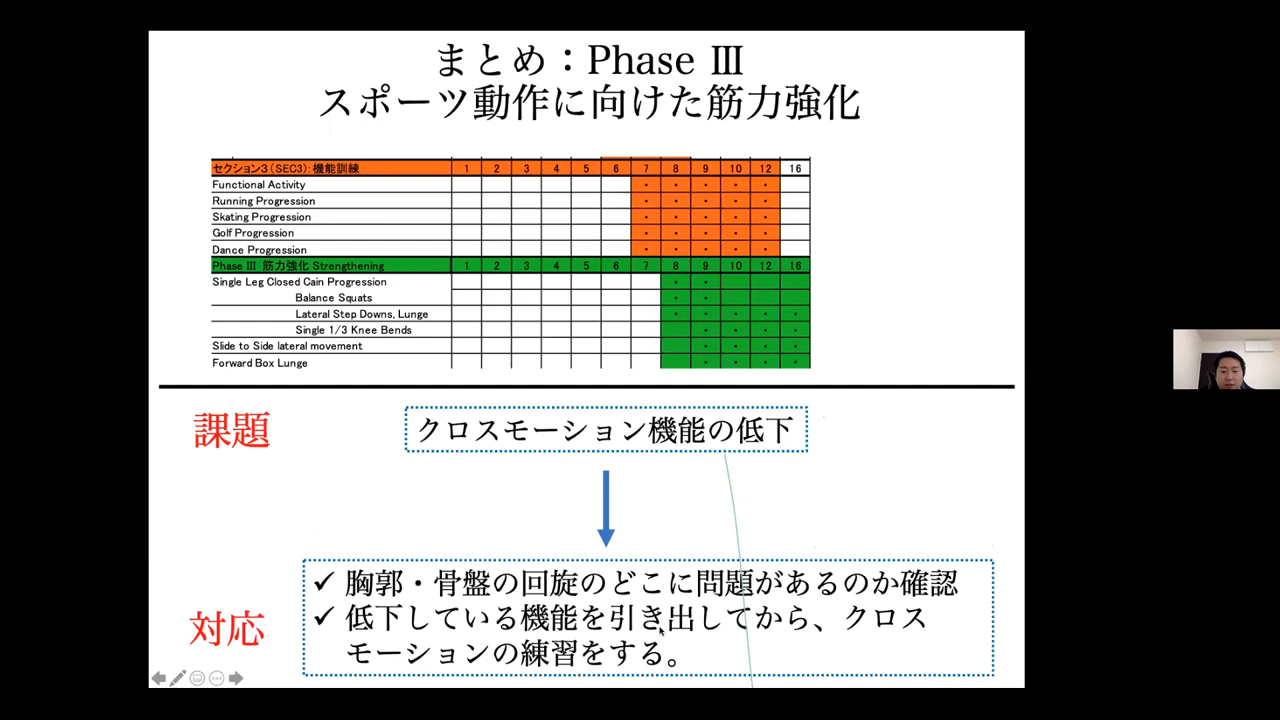 まとめ：Phase Ⅲ
スポーツ動作に向けた筋力強化
セクション3（SEC3）：機能訓練 1 2 3 4 5 6 7 8 9 10 12 16
Functional Activity
Running Progression
Skating Progression
Golf Progression
Dance Progression
Phase Ⅲ 筋力強化 Strengthening 1 2 3 4 5 6 7 8 9 10 12 16
Single Leg Closed Cain Progression
Balance Squats
Lateral Step Downs, Lunge
Single 1/3 Knee Bends
Slide to Side lateral movement
Forward Box Lunge
課題
クロスモーション機能の低下
対応
✓ 胸郭・骨盤の回旋のどこに問題があるのか確認
✓ 低下している機能を引き出してから、クロス
モーションの練習をする。